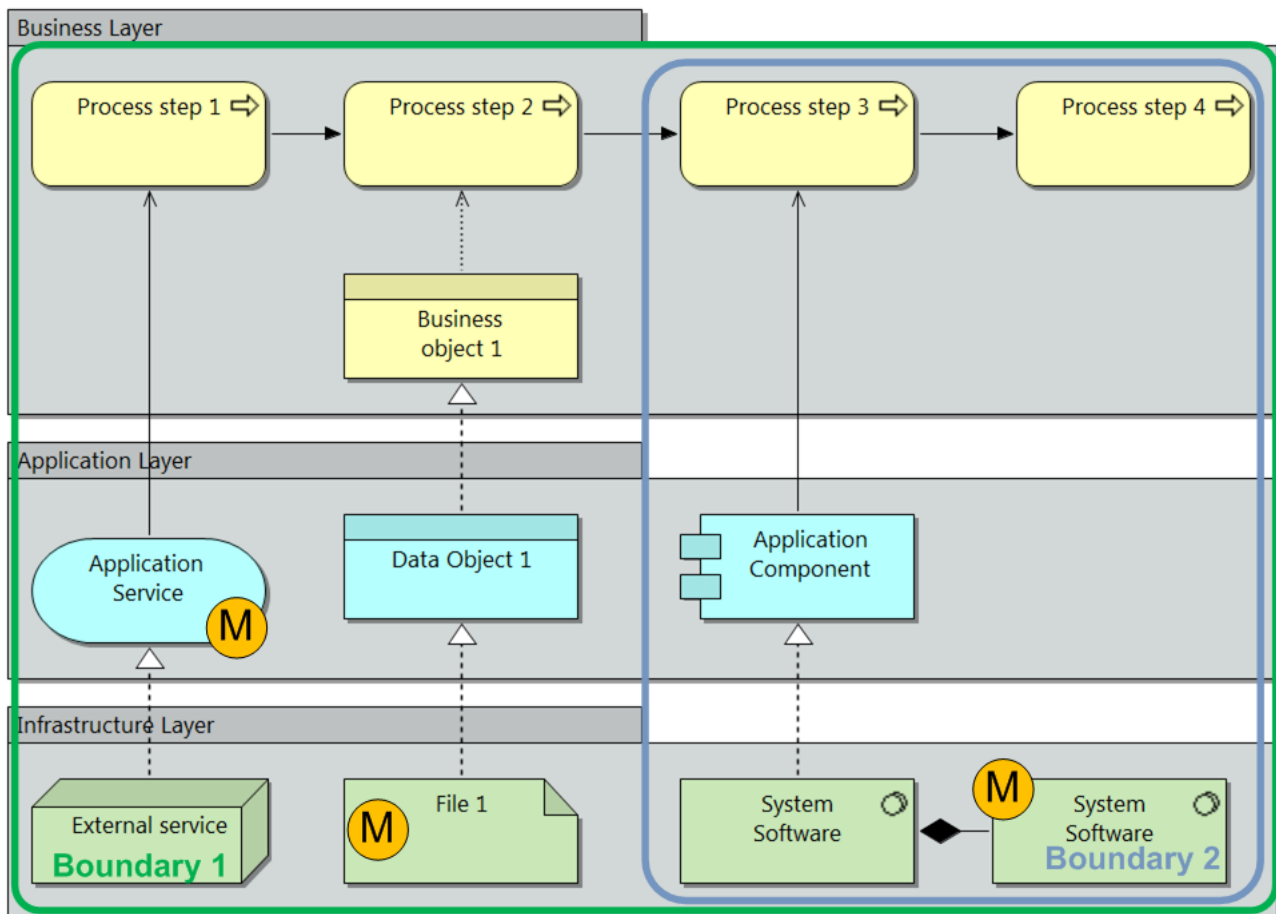 Business Layer
Process step 1
Process step 2
Process step 3
Process step 4
Business
object 1
Application Layer
Application
Service
M
Data Object 1
Application
Component
Infrastructure Layer
External service
Boundary 1
File 1
M
System
Software
M
System
Software
Boundary 2